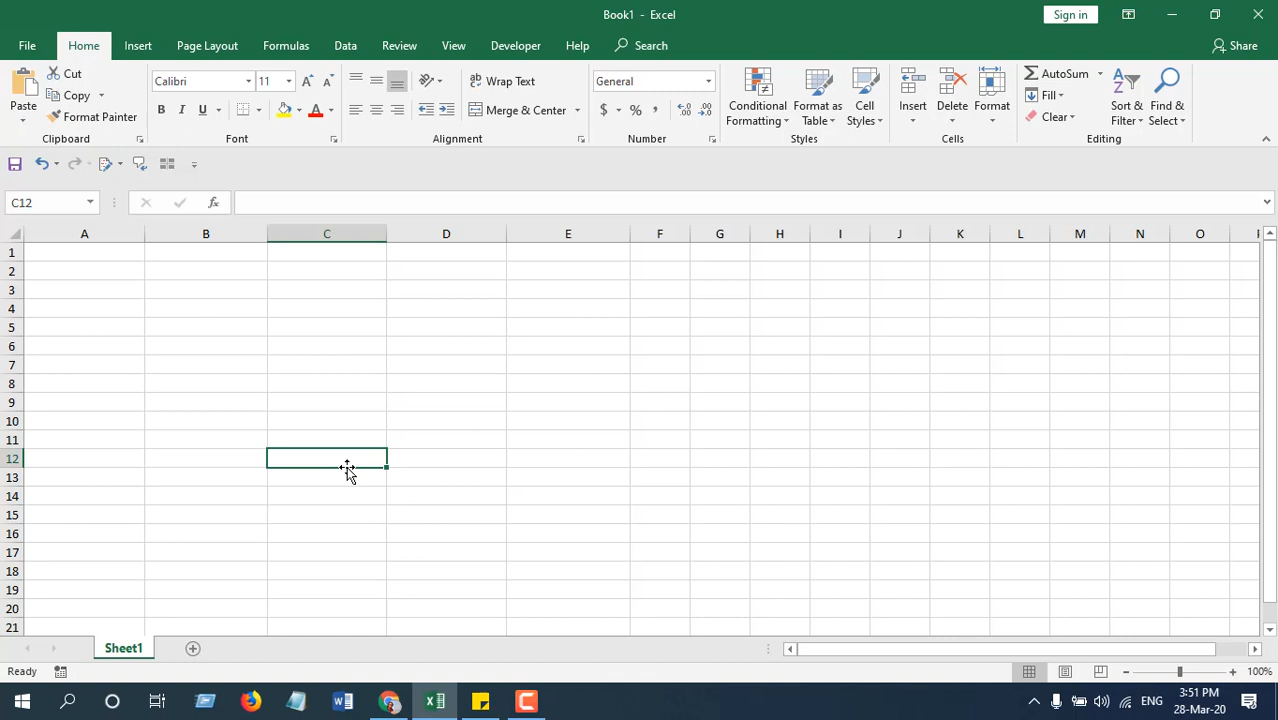 Book1 - Excel
Sign in
File Home Insert Page Layout Formulas Data Review View Developer Help Search Share
Paste
Cut
Copy
Format Painter
Clipboard
Calibri 11
B I U A
Font
Wrap Text
Merge & Center
Alignment
General
$ % ,
Number
Conditional Formatting
Format as Table
Cell Styles
Styles
Insert
Delete
Format
Cells
AutoSum
Fill
Clear
Sort & Filter
Find & Select
Editing
C12 fx
A B C D E F G H I J K L M N O
1
2
3
4
5
6
7
8
9
10
11
12
13
14
15
16
17
18
19
20
21
Sheet1
Ready 100%
ENG
3:51 PM
28-Mar-20